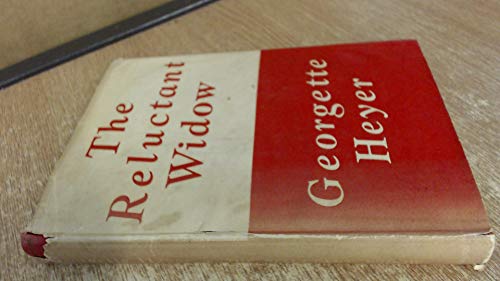 The
Reluctant
Widow
Georgette
Heyer